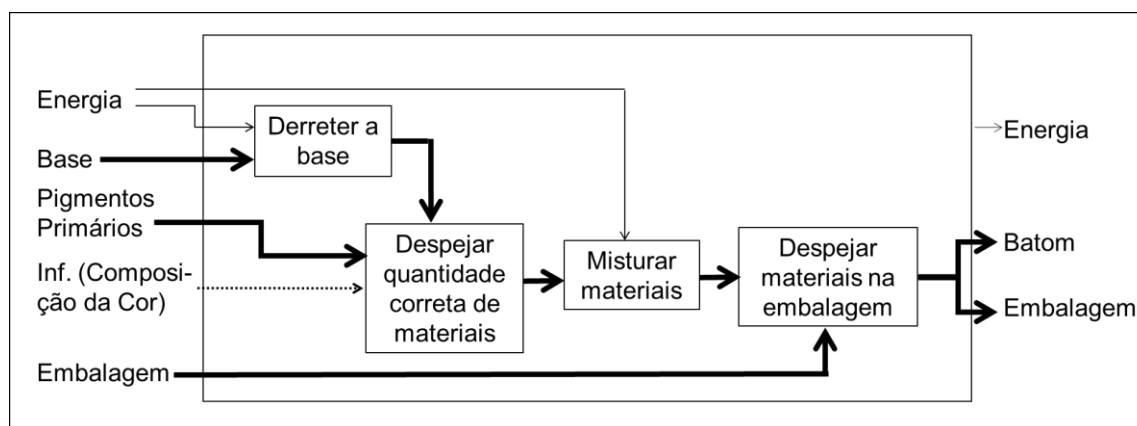 Energia
Base
Pigmentos
Primários
Inf. (Composi-
ção da Cor)
Embalagem
Derreter a
base
Despejar
quantidade
correta de
materiais
Misturar
materiais
Despejar
materiais na
embalagem
Energia
Batom
Embalagem